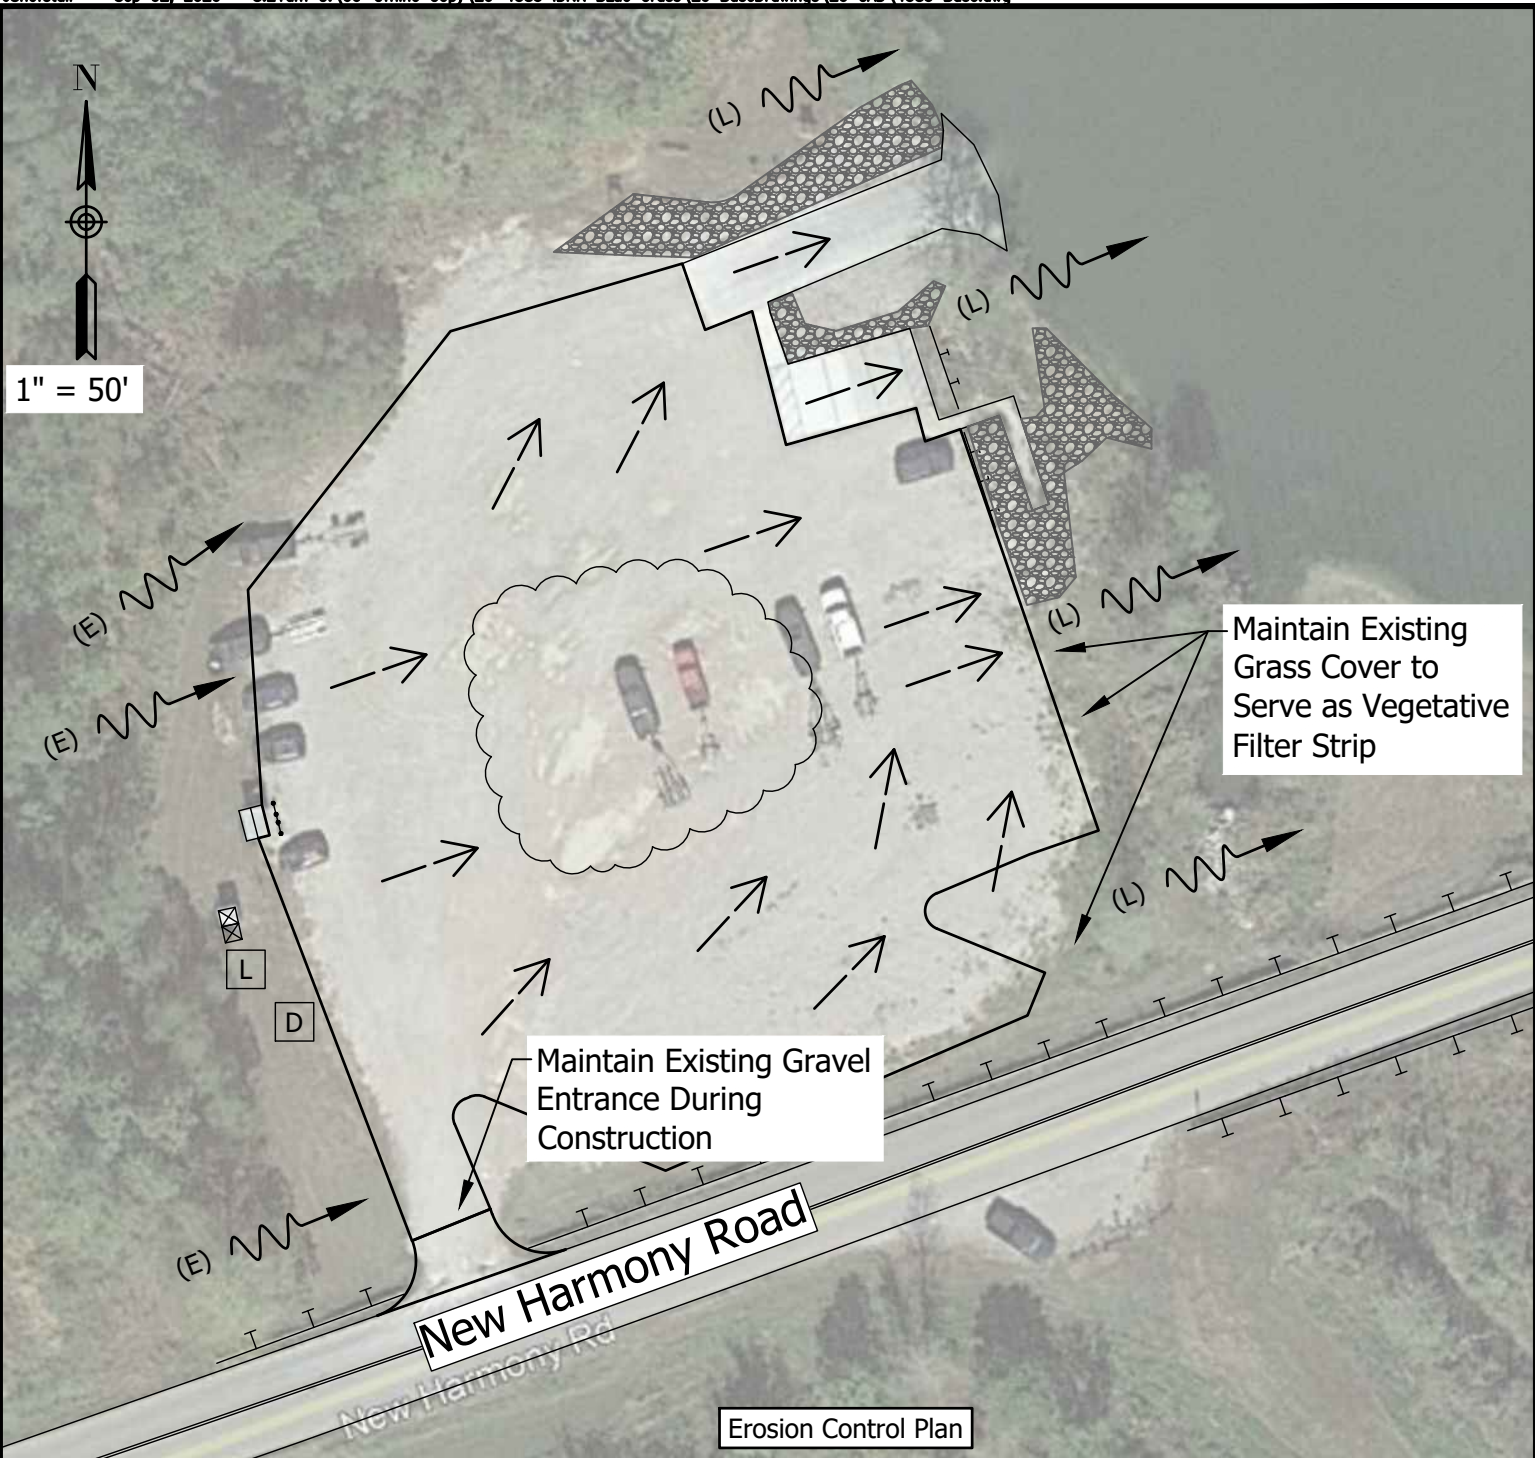 N
1" = 50'
(L)
(L)
(E)
(L)
Maintain Existing
Grass Cover to
Serve as Vegetative
Filter Strip
(E)
(L)
L
D
Maintain Existing Gravel
Entrance During
Construction
(E)
New Harmony Road
New Harmony Rd
Erosion Control Plan